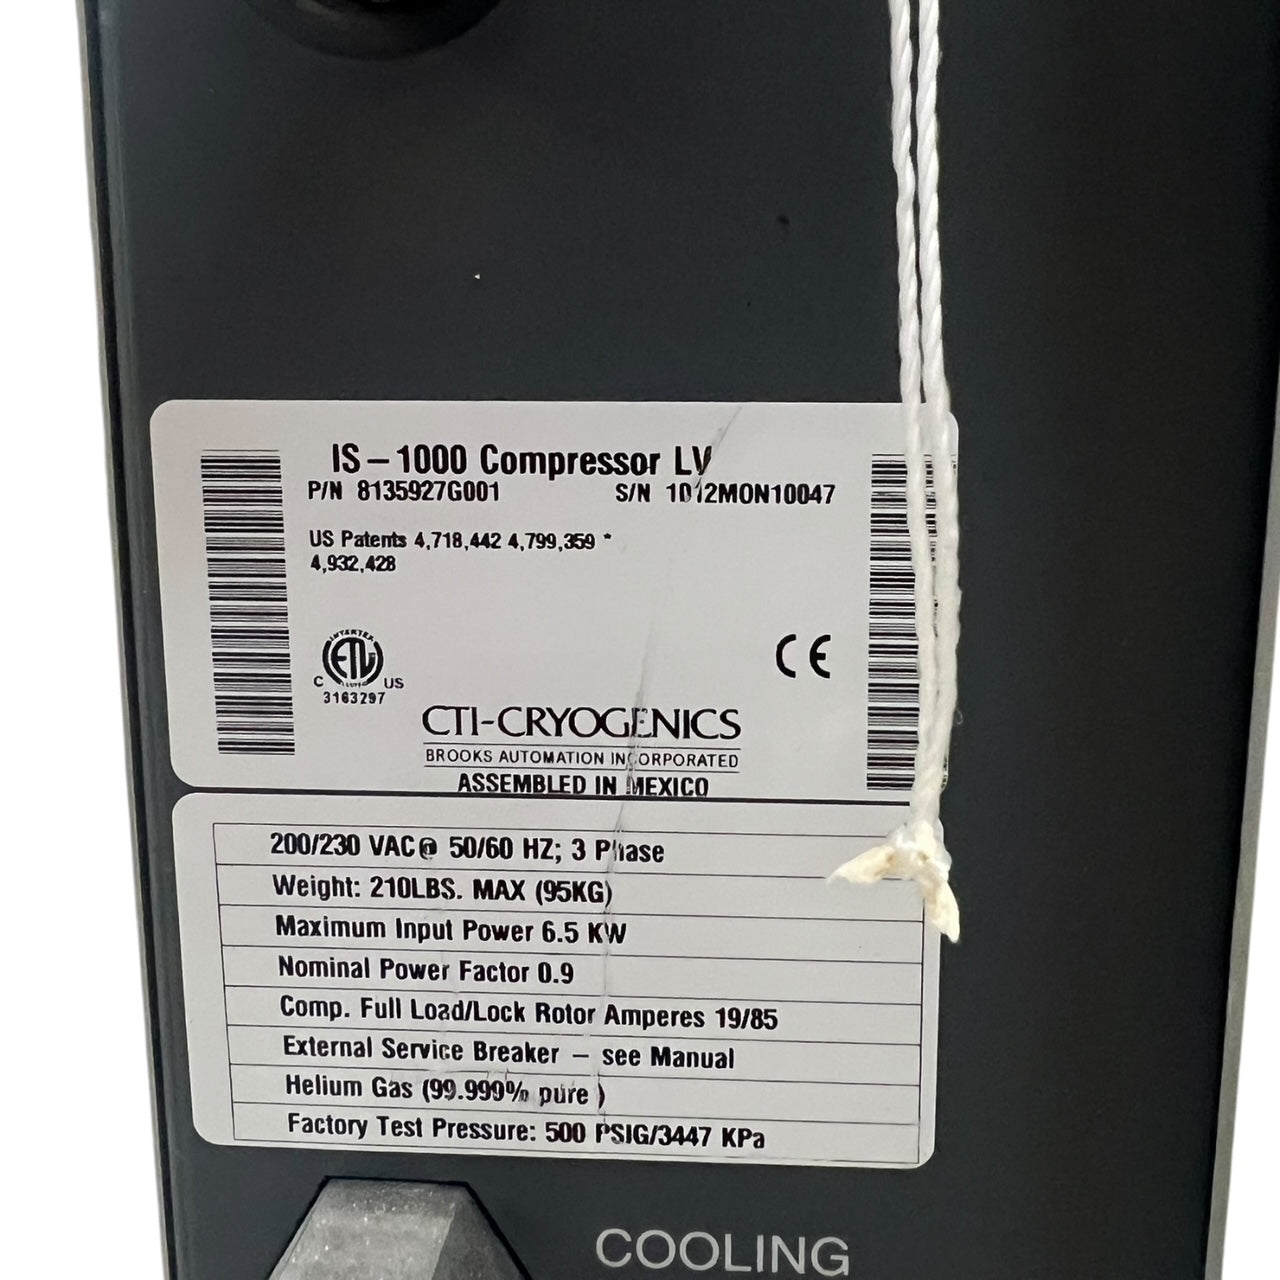 IS-1000 Compressor LV
P/N 8135927G001 S/N 1012MON10047
US Patents 4,718,442 4,799,359 *
4,932,428
INTERTEK
ETL
C US
3163297
CE
CTI-CRYOGENICS
BROOKS AUTOMATION INCORPORATED
ASSEMBLED IN MEXICO
200/230 VAC@ 50/60 HZ; 3 Phase
Weight: 210LBS. MAX (95KG)
Maximum Input Power 6.5 KW
Nominal Power Factor 0.9
Comp. Full Load/Lock Rotor Amperes 19/85
External Service Breaker – see Manual
Helium Gas (99.999% pure )
Factory Test Pressure: 500 PSIG/3447 KPa
COOLING